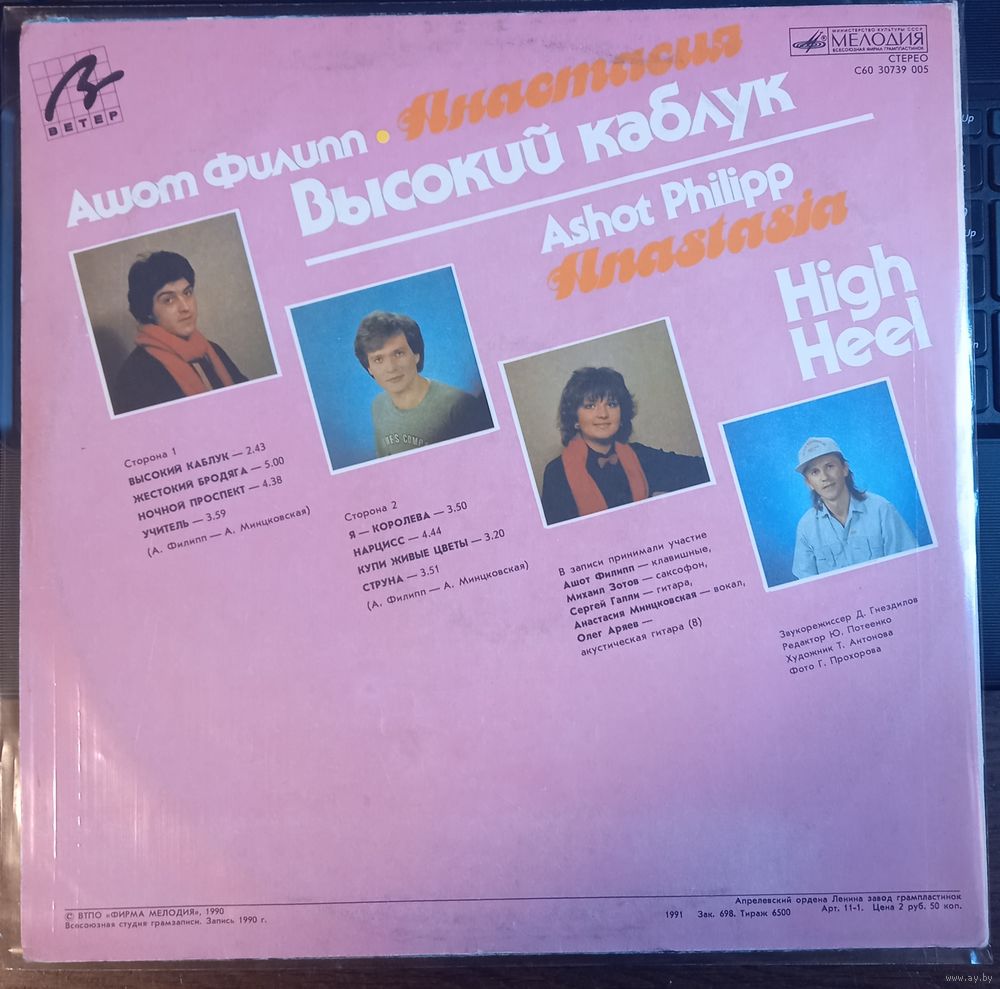 ВЕТЕР
Ашот Филипп • Анастасия
Высокий каблук
Ashot Philipp
Anastasia
High
Heel
МИНИСТЕРСТВО КУЛЬТУРЫ СССР
МЕЛОДИЯ
ВСЕСОЮЗНАЯ ФИРМА ГРАМПЛАСТИНОК
СТЕРЕО
С60 30739 005
Сторона 1
ВЫСОКИЙ КАБЛУК — 2.43
ЖЕСТОКИЙ БРОДЯГА — 5.00
НОЧНОЙ ПРОСПЕКТ — 4.38
УЧИТЕЛЬ — 3.59
(А. Филипп — А. Минцковская)
Сторона 2
Я — КОРОЛЕВА — 3.50
НАРЦИСС — 4.44
КУПИ ЖИВЫЕ ЦВЕТЫ — 3.20
СТРУНА — 3.51
(А. Филипп — А. Минцковская)
В записи принимали участие
Ашот Филипп — клавишные,
Михаил Зотов — саксофон,
Сергей Галли — гитара,
Анастасия Минцковская — вокал,
Олег Аряев —
акустическая гитара (8)
Звукорежиссер Д. Гнездилов
Редактор Ю. Потеенко
Художник Т. Антонова
Фото Г. Прохорова
© ВТПО «ФИРМА МЕЛОДИЯ», 1990
Всесоюзная студия грамзаписи. Запись 1990 г.
Апрелевский ордена Ленина завод грампластинок
1991 Зак. 698. Тираж 6500 Арт. 11-1. Цена 2 руб. 50 коп.
www.ay.by